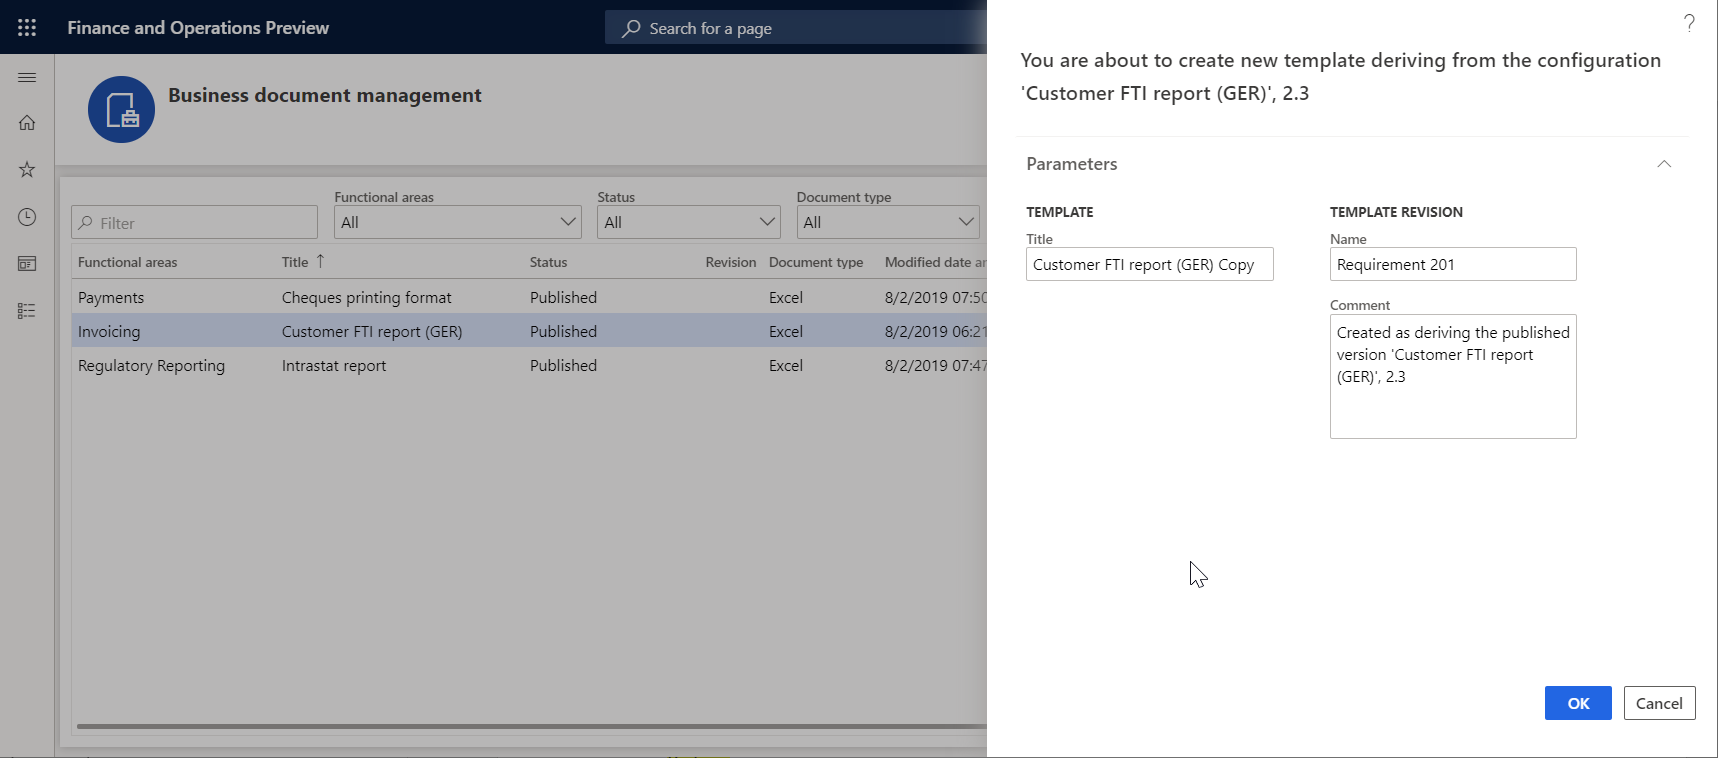 Finance and Operations Preview
Search for a page
?
Business document management
Functional areas
Status
Document type
Filter
All
All
All
Functional areas Title Status Revision Document type Modified date
Payments Cheques printing format Published Excel 8/2/2019 07:50
Invoicing Customer FTI report (GER) Published Excel 8/2/2019 06:21
Regulatory Reporting Intrastat report Published Excel 8/2/2019 07:47
You are about to create new template deriving from the configuration
'Customer FTI report (GER)', 2.3
Parameters
TEMPLATE
Title
Customer FTI report (GER) Copy
TEMPLATE REVISION
Name
Requirement 201
Comment
Created as deriving the published
version 'Customer FTI report
(GER)', 2.3
OK
Cancel